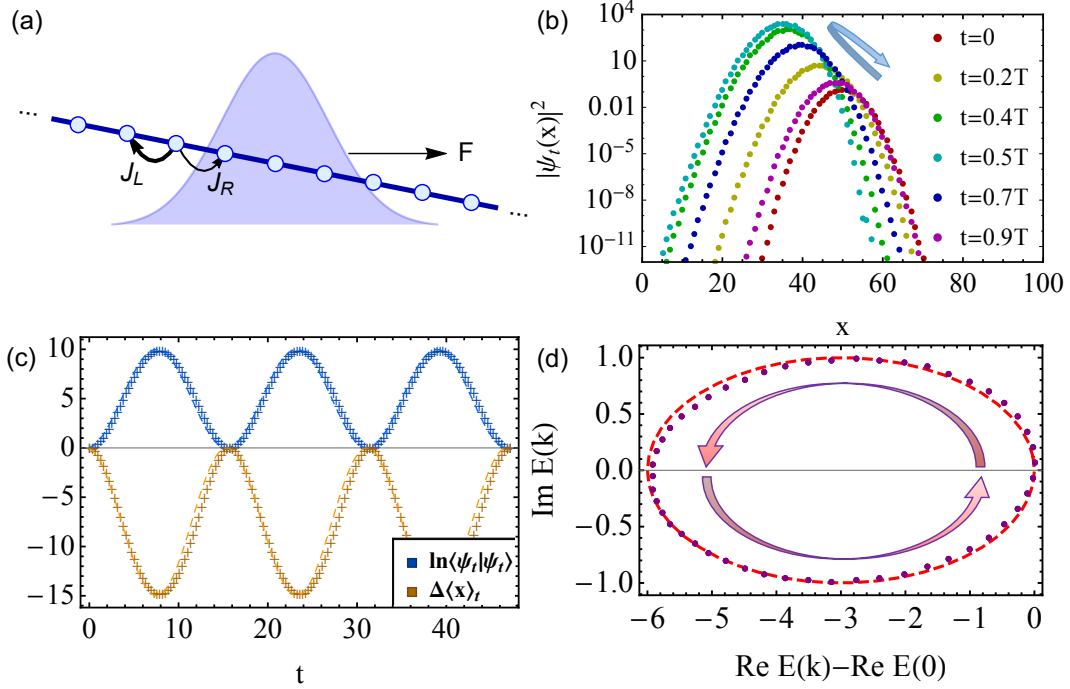 (a)
...
J_L
J_R
F
...
(b)
|ψ_t(x)|²
10⁴
10
0.01
10⁻⁵
10⁻⁸
10⁻¹¹
0 20 40 60 80 100
x
t=0
t=0.2T
t=0.4T
t=0.5T
t=0.7T
t=0.9T
(c)
10
5
0
−5
−10
−15
0 10 20 30 40
t
ln⟨ψ_t|ψ_t⟩
Δ⟨x⟩_t
(d)
Im E(k)
1.0
0.5
0.0
−0.5
−1.0
−6 −5 −4 −3 −2 −1 0
Re E(k)−Re E(0)